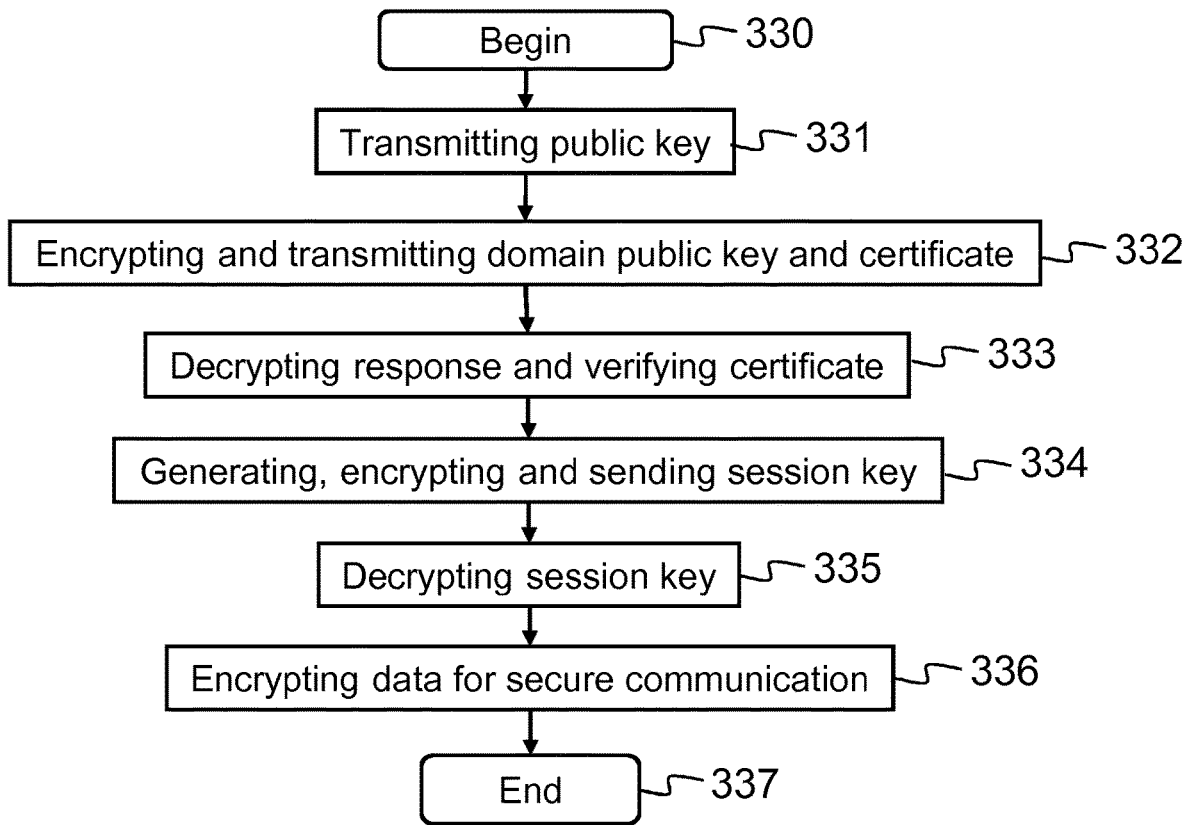 Begin
330
Transmitting public key
331
Encrypting and transmitting domain public key and certificate
332
Decrypting response and verifying certificate
333
Generating, encrypting and sending session key
334
Decrypting session key
335
Encrypting data for secure communication
336
End
337